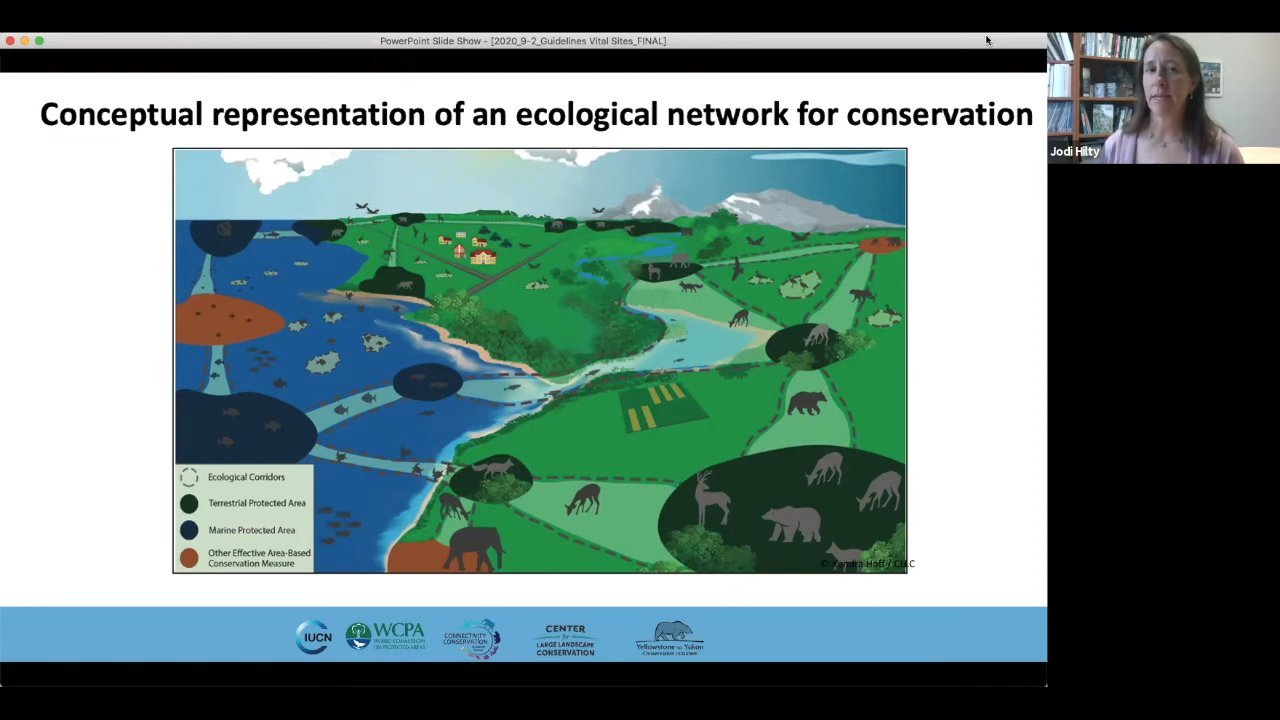 PowerPoint Slide Show - [2020_9-2_Guidelines Vital Sites_FINAL]
Conceptual representation of an ecological network for conservation
Jodi Hilty
Ecological Corridors
Terrestrial Protected Area
Marine Protected Area
Other Effective Area-Based
Conservation Measure
© Kendra Hoff / CLLC
IUCN
WCPA
WORLD COMMISSION
ON PROTECTED AREAS
CONNECTIVITY
CONSERVATION
CENTER
for
LARGE LANDSCAPE
CONSERVATION
Yellowstone to Yukon
Conservation Initiative